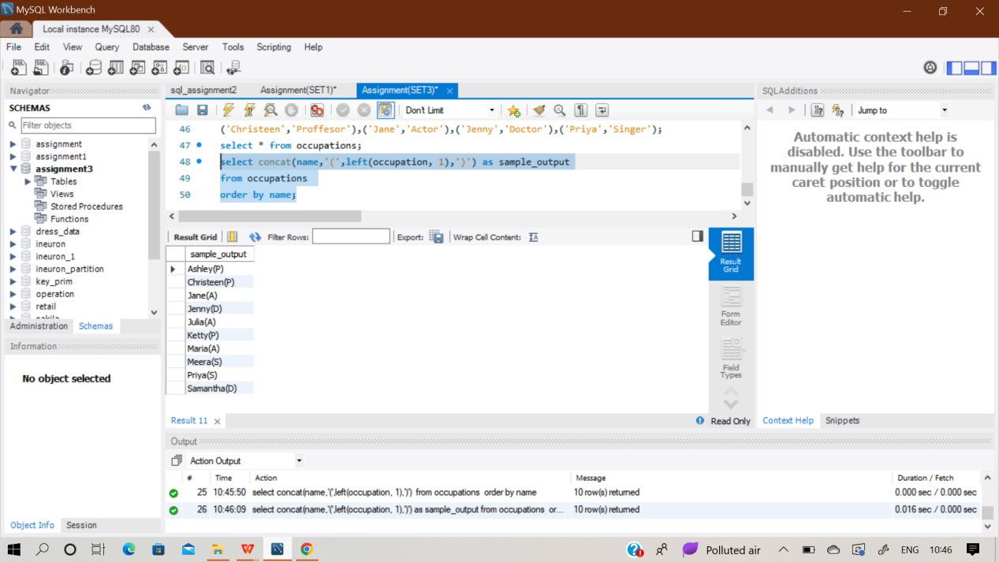 MySQL Workbench
Local instance MySQL80
File Edit View Query Database Server Tools Scripting Help
Navigator
SCHEMAS
Filter objects
assignment
assignment1
assignment3
Tables
Views
Stored Procedures
Functions
dress_data
ineuron
ineuron_1
ineuron_partition
key_prim
operation
retail
Administration Schemas
Information
No object selected
Object Info Session
sql_assignment2 Assignment(SET1)* Assignment(SET3)*
Don't Limit
46 ('Christeen','Proffesor'),('Jane','Actor'),('Jenny','Doctor'),('Priya','Singer');
47 select * from occupations;
48 select concat(name,'(',left(occupation, 1),')') as sample_output
49 from occupations
50 order by name;
Result Grid Filter Rows: Export: Wrap Cell Content:
sample_output
Ashley(P)
Christeen(P)
Jane(A)
Jenny(D)
Julia(A)
Ketty(P)
Maria(A)
Meera(S)
Priya(S)
Samantha(D)
Result Grid
Form Editor
Field Types
Result 11 Read Only
SQLAdditions
Jump to
Automatic context help is
disabled. Use the toolbar to
manually get help for the current
caret position or to toggle
automatic help.
Context Help Snippets
Output
Action Output
# Time Action Message Duration / Fetch
25 10:45:50 select concat(name,'(',left(occupation, 1),')') from occupations order by name 10 row(s) returned 0.000 sec / 0.000 sec
26 10:46:09 select concat(name,'(',left(occupation, 1),')') as sample_output from occupations or... 10 row(s) returned 0.016 sec / 0.000 sec
Polluted air ENG 10:46